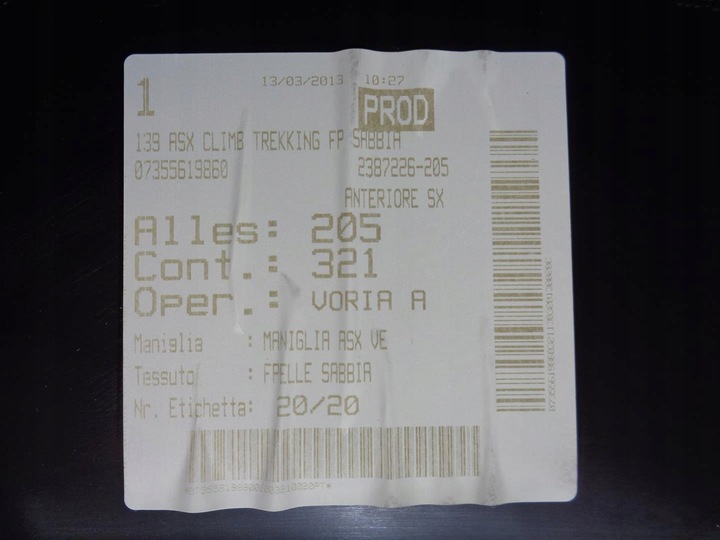 1
13/03/2013 10:27
PROD
139 ASX CLIMB TREKKING FP SABBIA
07355619860 2387226-205
ANTERIORE SX
Alles: 205
Cont.: 321
Oper.: VORIA A
Maniglia : MANIGLIA ASX VE
Tessuto : FPELLE SABBIA
Nr. Etichetta: 20/20